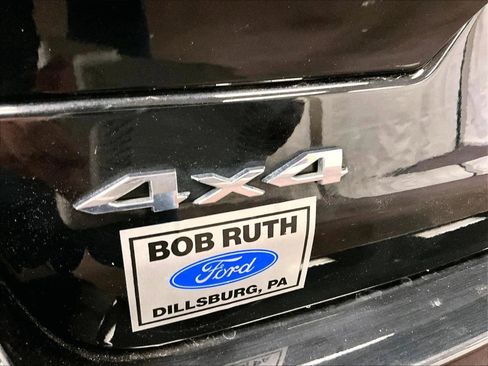 4x4
BOB RUTH
Ford
DILLSBURG, PA